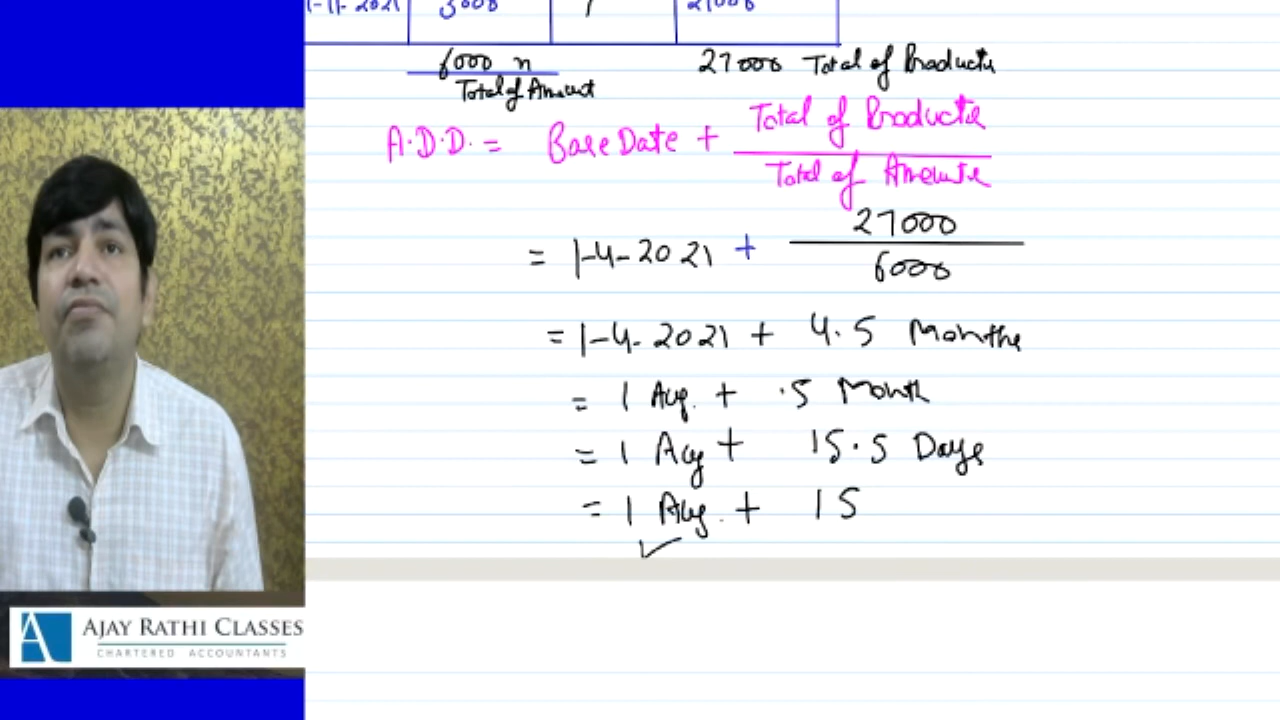 1-11-2021 3000 7 21000
6000 n 27000 Total of Products
Total of Amount
A.D.D. = Base Date + Total of Products
Total of Amounts
= 1-4-2021 + 27000
6000
= 1-4-2021 + 4.5 Months
= 1 Aug. + .5 Month
= 1 Aug + 15.5 Days
= 1 Aug. + 15
AJAY RATHI CLASSES
CHARTERED ACCOUNTANTS